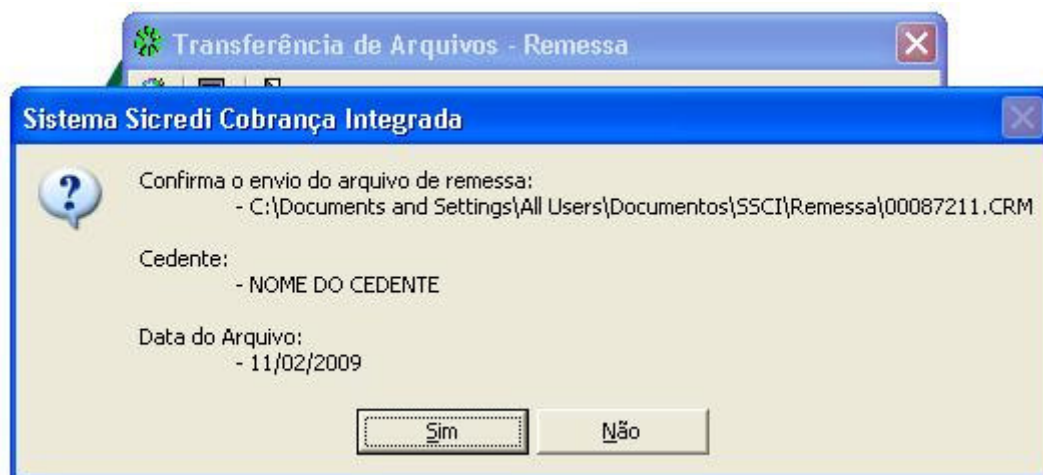 Transferência de Arquivos - Remessa
Sistema Sicredi Cobrança Integrada
Confirma o envio do arquivo de remessa:
- C:\Documents and Settings\All Users\Documentos\SSCI\Remessa\00087211.CRM
Cedente:
- NOME DO CEDENTE
Data do Arquivo:
- 11/02/2009
Sim Não